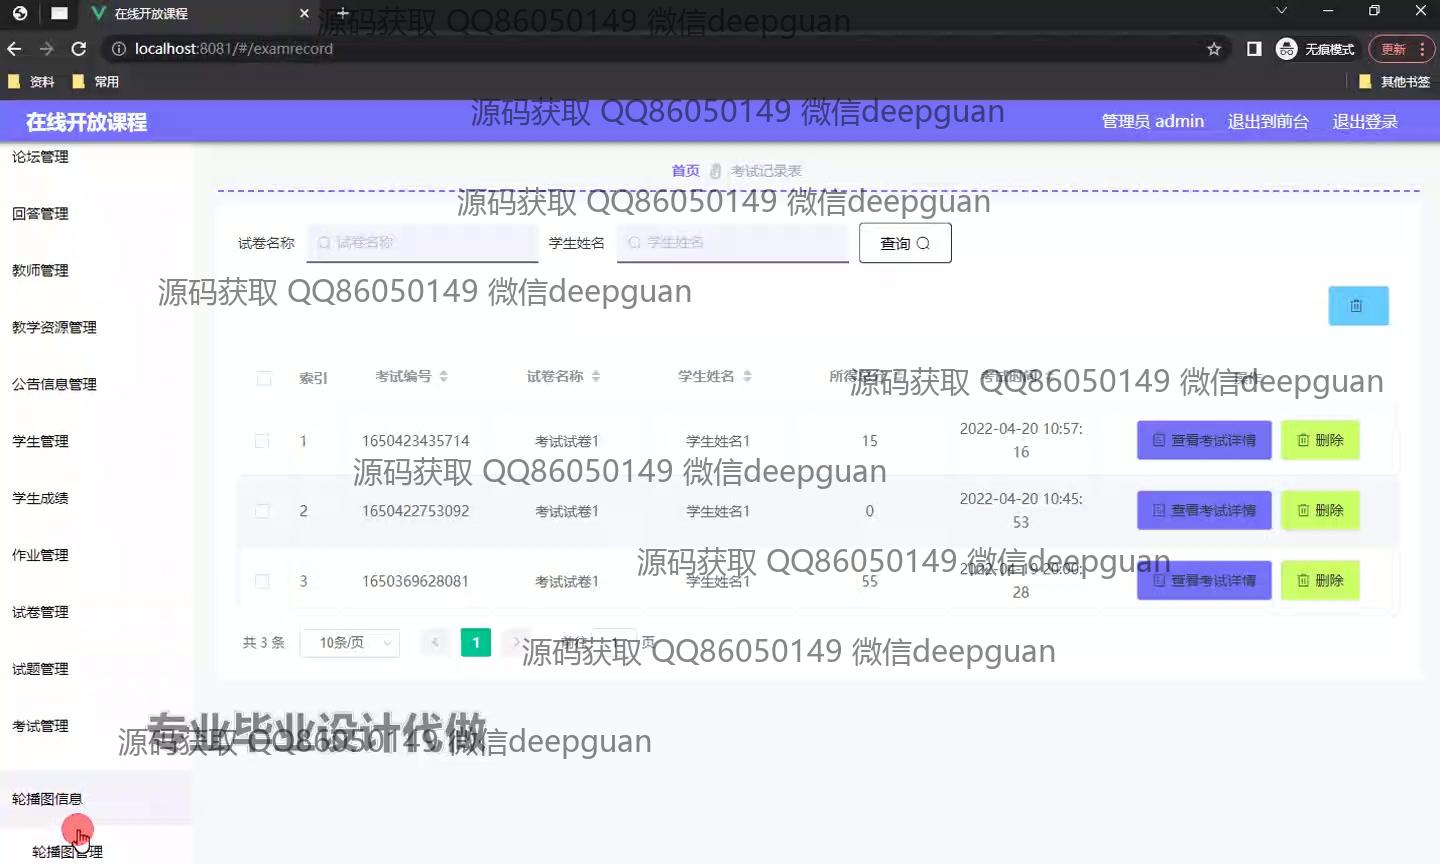 在线开放课程
localhost:8081/#/examrecord
无痕模式
更新
资料
常用
其他书签
源码获取 QQ86050149 微信deepguan
在线开放课程
源码获取 QQ86050149 微信deepguan
管理员 admin
退出到前台
退出登录
论坛管理
首页
考试记录表
源码获取 QQ86050149 微信deepguan
回答管理
试卷名称
试卷名称
学生姓名
学生姓名
查询
教师管理
源码获取 QQ86050149 微信deepguan
教学资源管理
公告信息管理
索引 考试编号 试卷名称 学生姓名 所得总分 考试时间 操作
源码获取 QQ86050149 微信deepguan
学生管理
1 1650423435714 考试试卷1 学生姓名1 15 2022-04-20 10:57:
16
查看考试详情 删除
源码获取 QQ86050149 微信deepguan
学生成绩
2 1650422753092 考试试卷1 学生姓名1 0 2022-04-20 10:45:
53
查看考试详情 删除
作业管理
源码获取 QQ86050149 微信deepguan
3 1650369628081 考试试卷1 学生姓名1 55 2022-04-19 20:00:
28
查看考试详情 删除
试卷管理
共 3 条 10条/页 1 前往 1 页
源码获取 QQ86050149 微信deepguan
试题管理
考试管理
专业毕业设计代做
源码获取 QQ86050149 微信deepguan
轮播图信息
轮播图管理